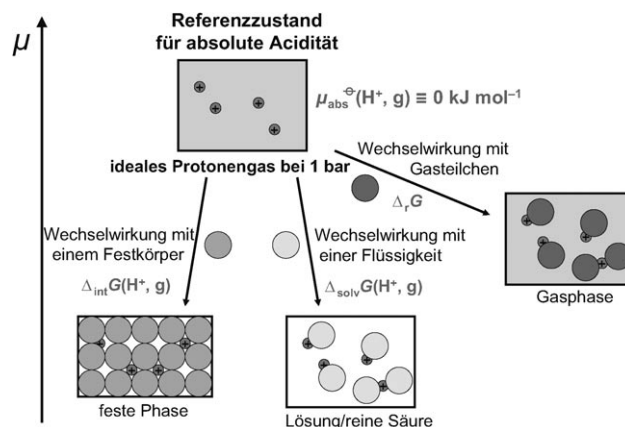 μ
Referenzzustand
für absolute Acidität
μabs⦵(H⁺, g) ≡ 0 kJ mol⁻¹
ideales Protonengas bei 1 bar
Wechselwirkung mit
Gasteilchen
ΔrG
Wechselwirkung mit
einem Festkörper
ΔintG(H⁺, g)
Wechselwirkung mit
einer Flüssigkeit
ΔsolvG(H⁺, g)
Gasphase
feste Phase
Lösung/reine Säure